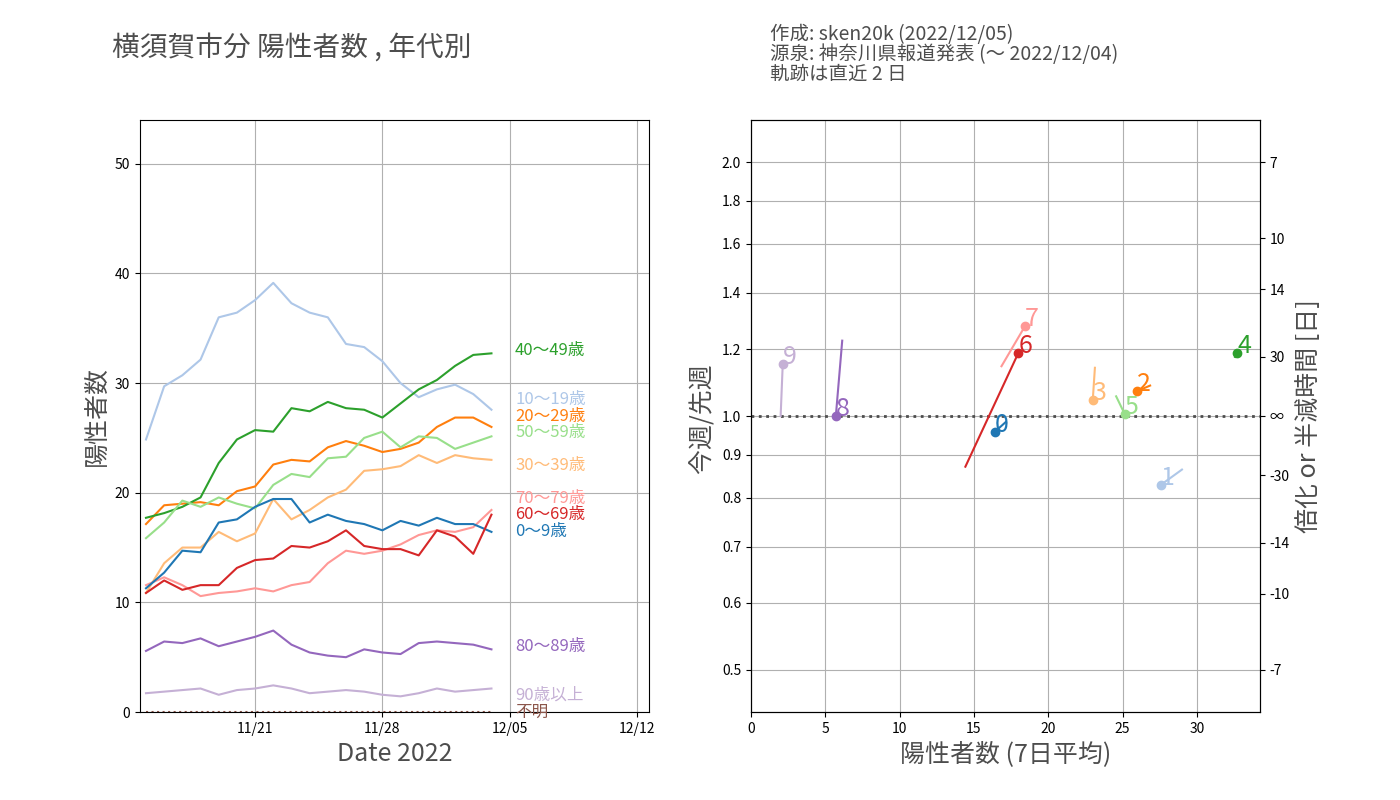 横須賀市分 陽性者数 , 年代別
作成: sken20k (2022/12/05)
源泉: 神奈川県報道発表 (～ 2022/12/04)
軌跡は直近 2 日
陽性者数
50
40
30
20
10
0
40～49歳
10～19歳
20～29歳
50～59歳
30～39歳
70～79歳
60～69歳
0～9歳
80～89歳
90歳以上
不明
11/21
11/28
12/05
12/12
Date 2022
今週/先週
2.0
1.8
1.6
1.4
1.2
1.0
0.9
0.8
0.7
0.6
0.5
9
8
7
6
0
3
2
5
1
4
0
5
10
15
20
25
30
陽性者数 (7日平均)
7
10
14
30
∞
-30
-14
-10
-7
倍化 or 半減時間 [日]